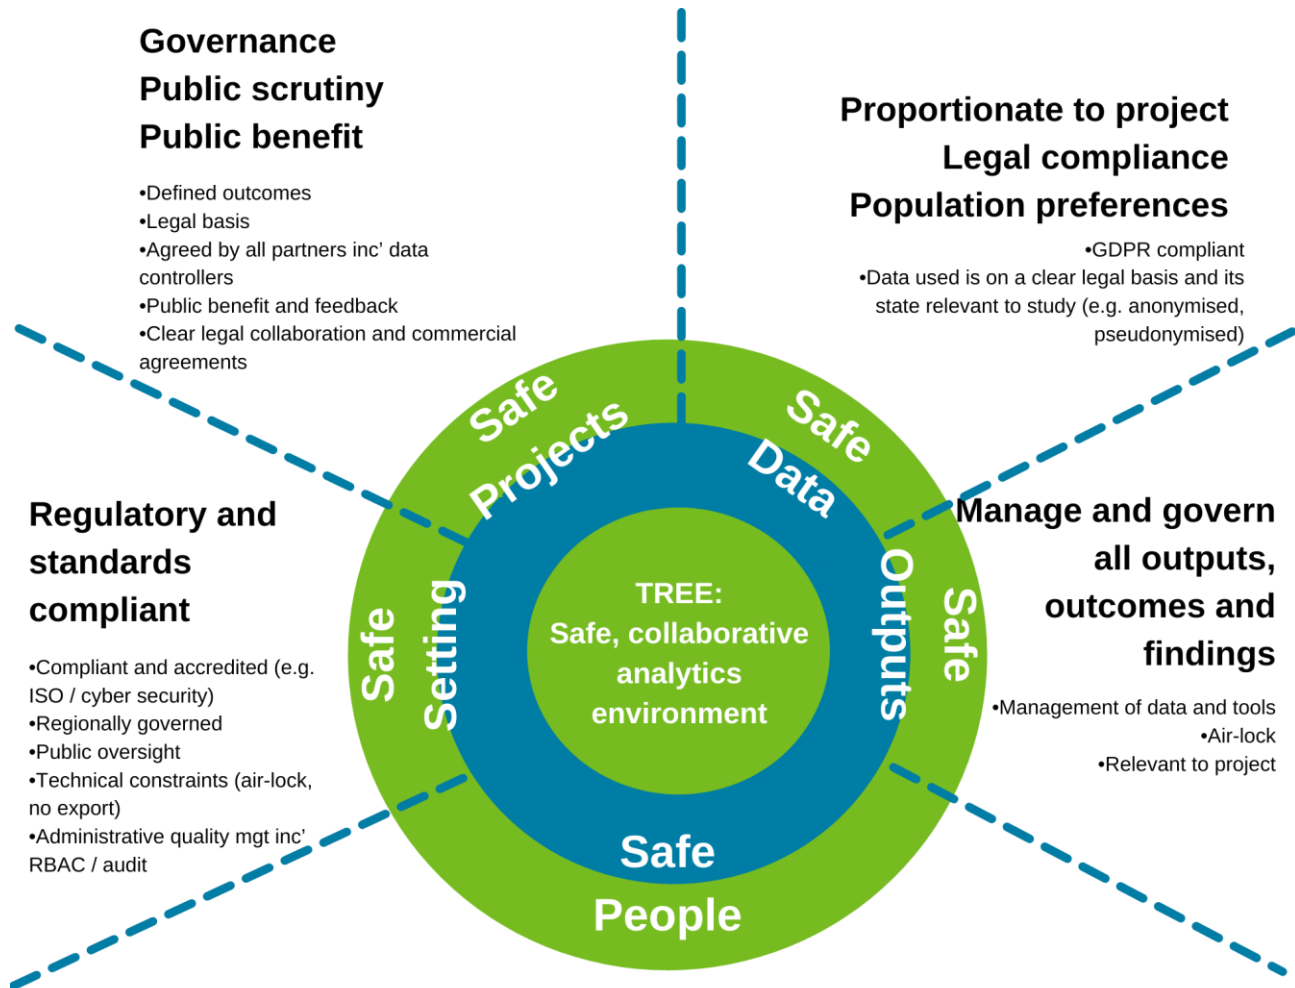 Governance
Public scrutiny
Public benefit
•Defined outcomes
•Legal basis
•Agreed by all partners inc’ data
controllers
•Public benefit and feedback
•Clear legal collaboration and commercial
agreements
Proportionate to project
Legal compliance
Population preferences
•GDPR compliant
•Data used is on a clear legal basis and its
state relevant to study (e.g. anonymised,
pseudonymised)
Safe
Projects
Safe
Data
Regulatory and
standards
compliant
•Compliant and accredited (e.g.
ISO / cyber security)
•Regionally governed
•Public oversight
•Technical constraints (air-lock,
no export)
•Administrative quality mgt inc’
RBAC / audit
Safe
Setting
TREE:
Safe, collaborative
analytics
environment
Outputs
Safe
Manage and govern
all outputs,
outcomes and
findings
•Management of data and tools
•Air-lock
•Relevant to project
Safe
People